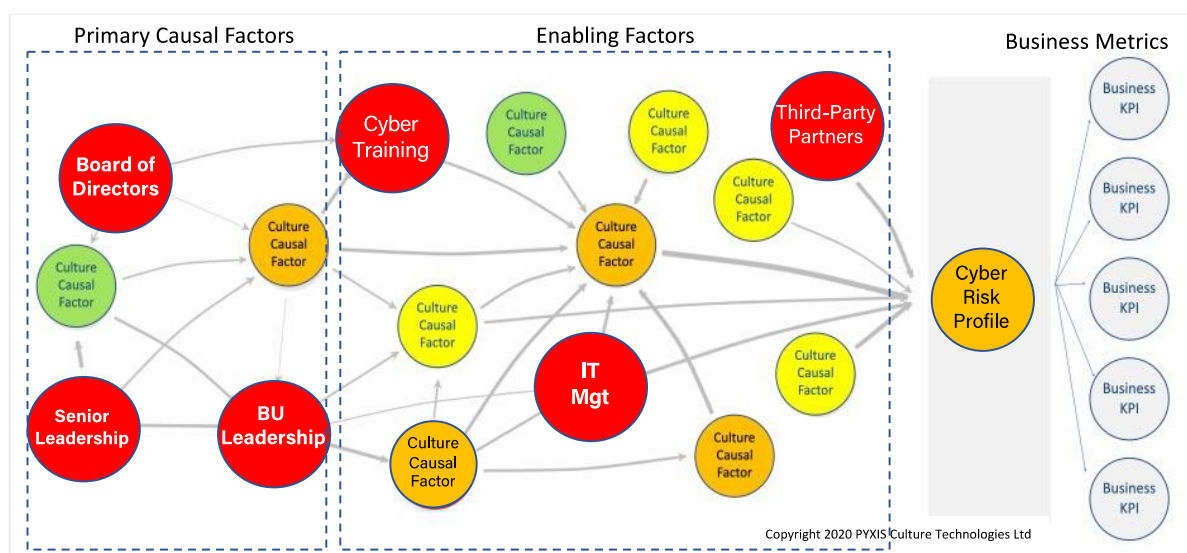 Primary Causal Factors
Enabling Factors
Business Metrics
Board of
Directors
Culture
Causal
Factor
Culture
Causal
Factor
Senior
Leadership
BU
Leadership
Cyber
Training
Culture
Causal
Factor
Culture
Causal
Factor
Third-Party
Partners
Culture
Causal
Factor
Culture
Causal
Factor
Culture
Causal
Factor
IT
Mgt
Culture
Causal
Factor
Culture
Causal
Factor
Culture
Causal
Factor
Cyber
Risk
Profile
Business
KPI
Business
KPI
Business
KPI
Business
KPI
Business
KPI
Copyright 2020 PYXIS Culture Technologies Ltd